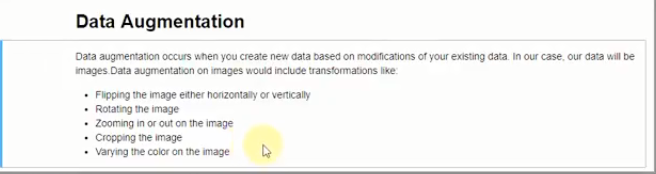 Data Augmentation
Data augmentation occurs when you create new data based on modifications of your existing data. In our case, our data will be
images.Data augmentation on images would include transformations like:
• Flipping the image either horizontally or vertically
• Rotating the image
• Zooming in or out on the image
• Cropping the image
• Varying the color on the image